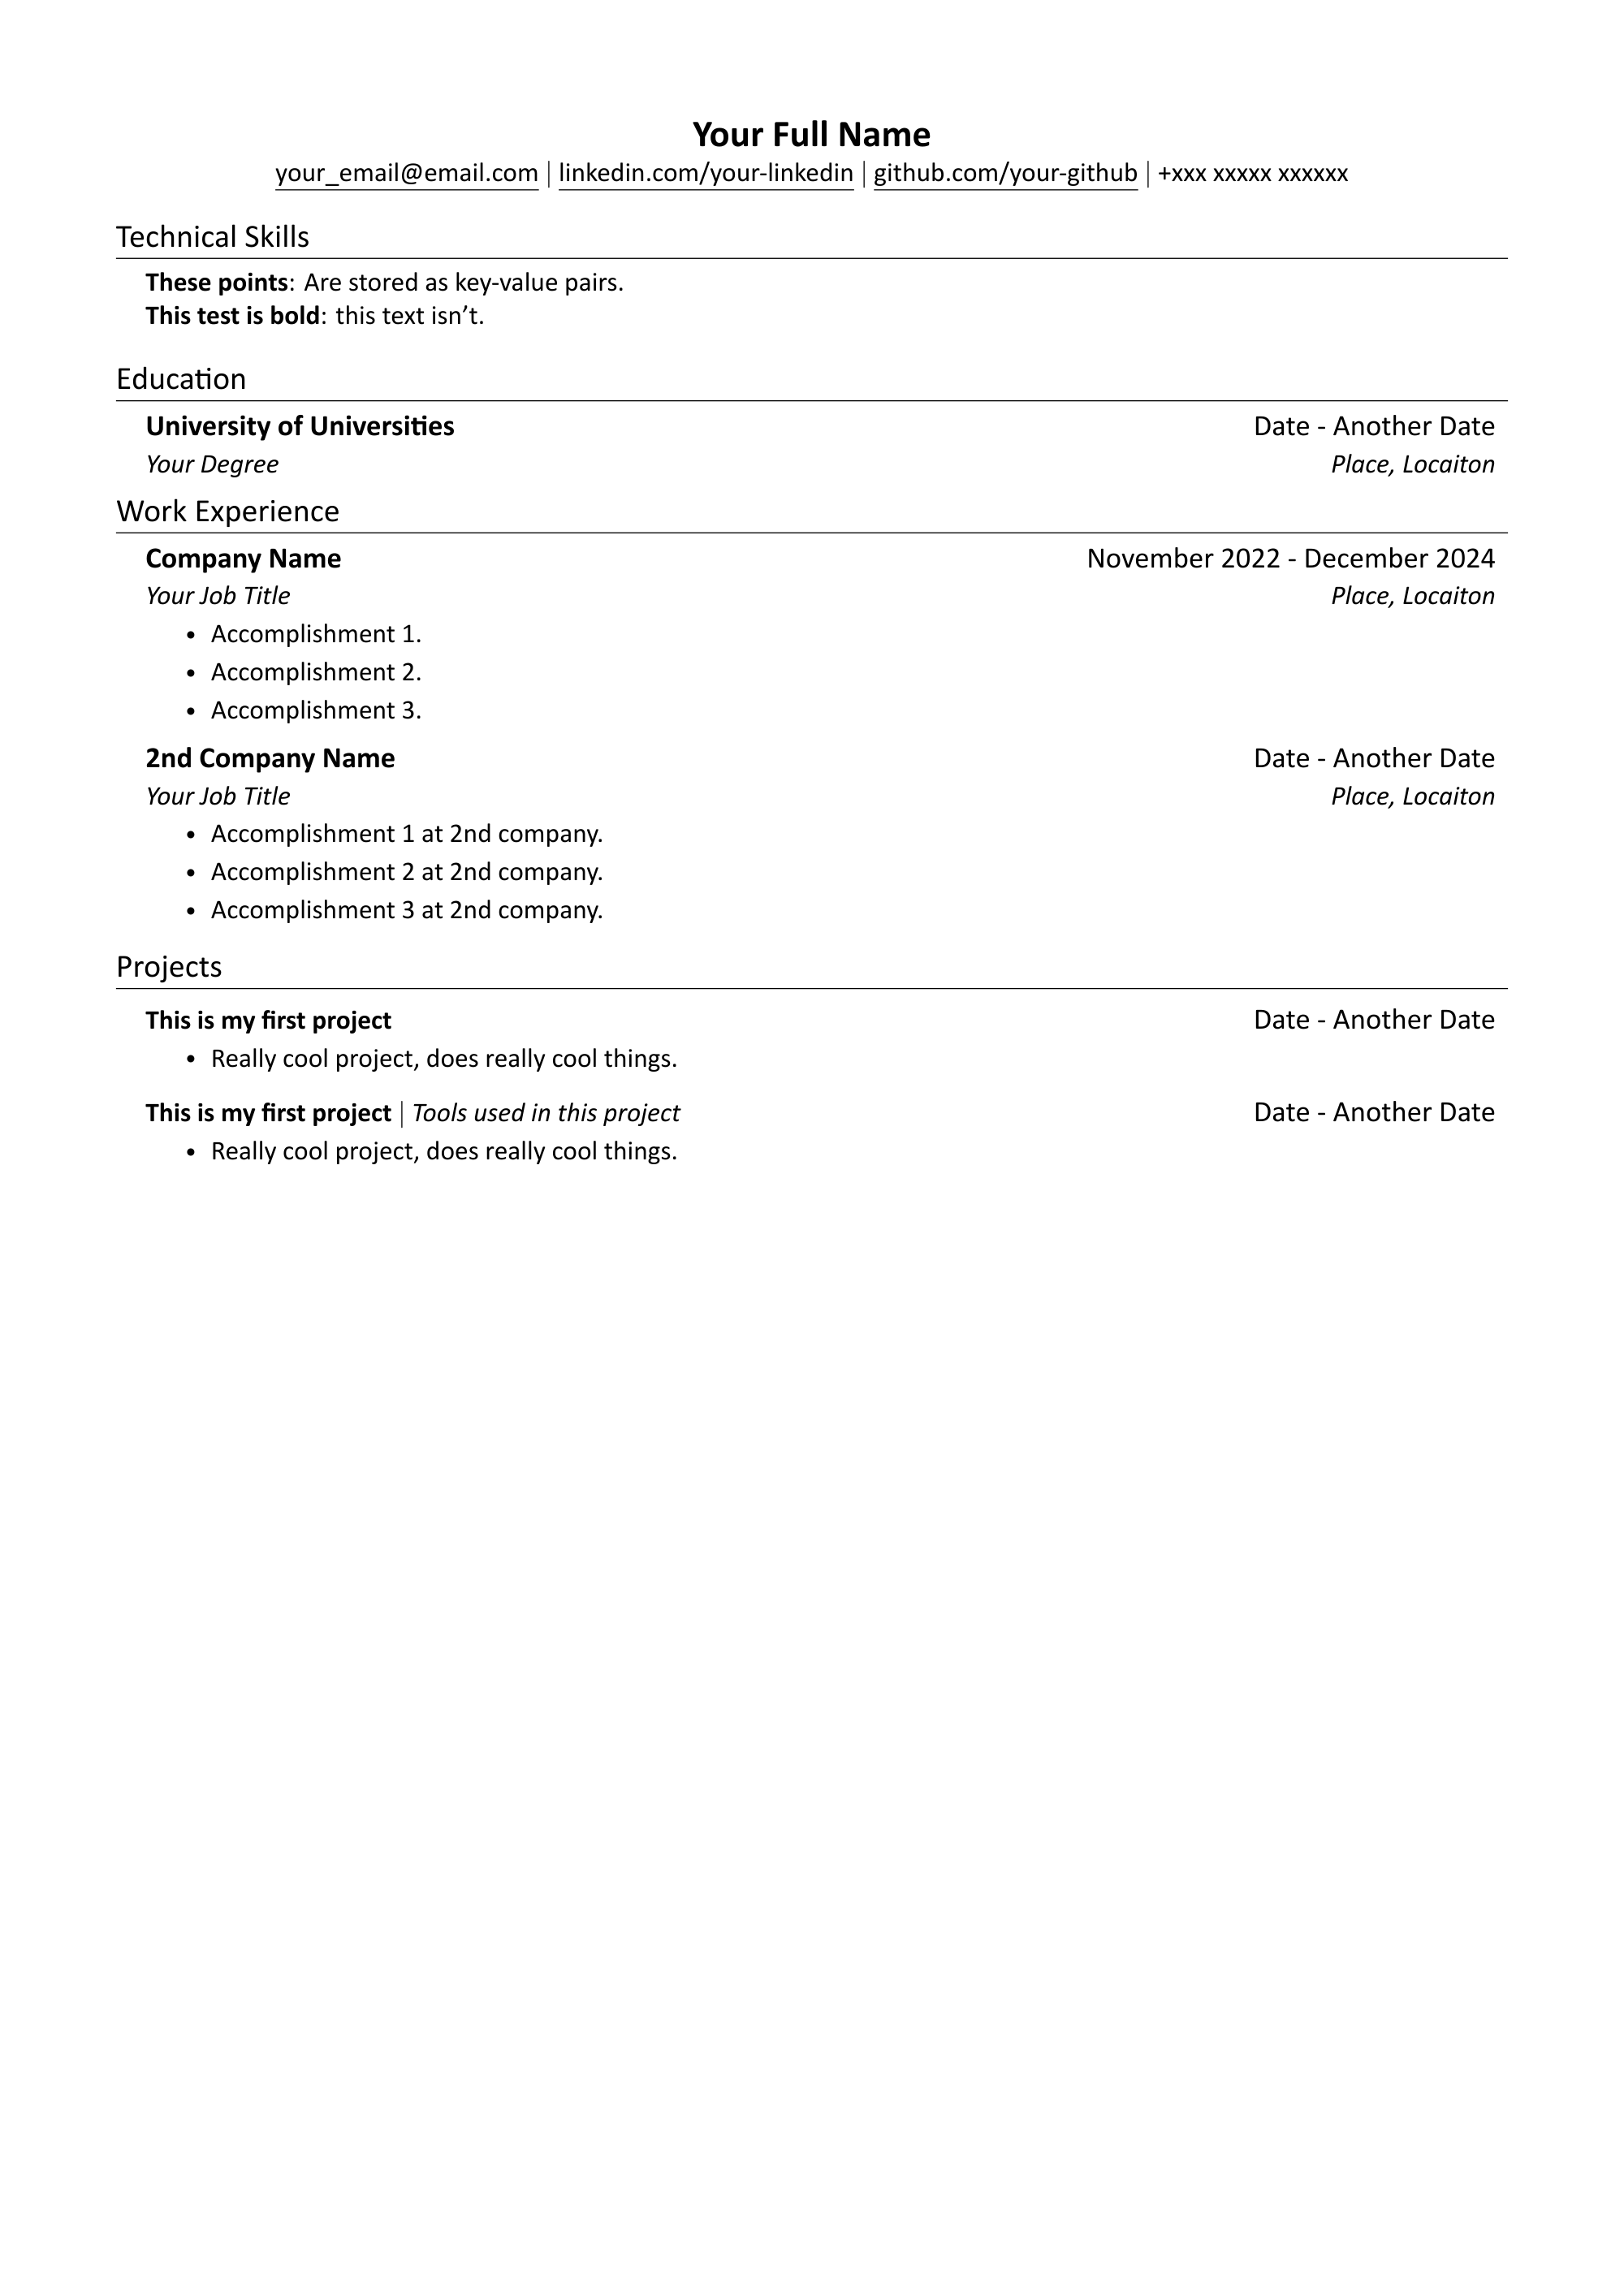 Your Full Name
your_email@email.com | linkedin.com/your-linkedin | github.com/your-github | +xxx xxxxx xxxxxx
Technical Skills
These points: Are stored as key-value pairs.
This test is bold: this text isn’t.
Education
University of Universities Date - Another Date
Your Degree Place, Locaiton
Work Experience
Company Name November 2022 - December 2024
Your Job Title Place, Locaiton
• Accomplishment 1.
• Accomplishment 2.
• Accomplishment 3.
2nd Company Name Date - Another Date
Your Job Title Place, Locaiton
• Accomplishment 1 at 2nd company.
• Accomplishment 2 at 2nd company.
• Accomplishment 3 at 2nd company.
Projects
This is my first project Date - Another Date
• Really cool project, does really cool things.
This is my first project | Tools used in this project Date - Another Date
• Really cool project, does really cool things.